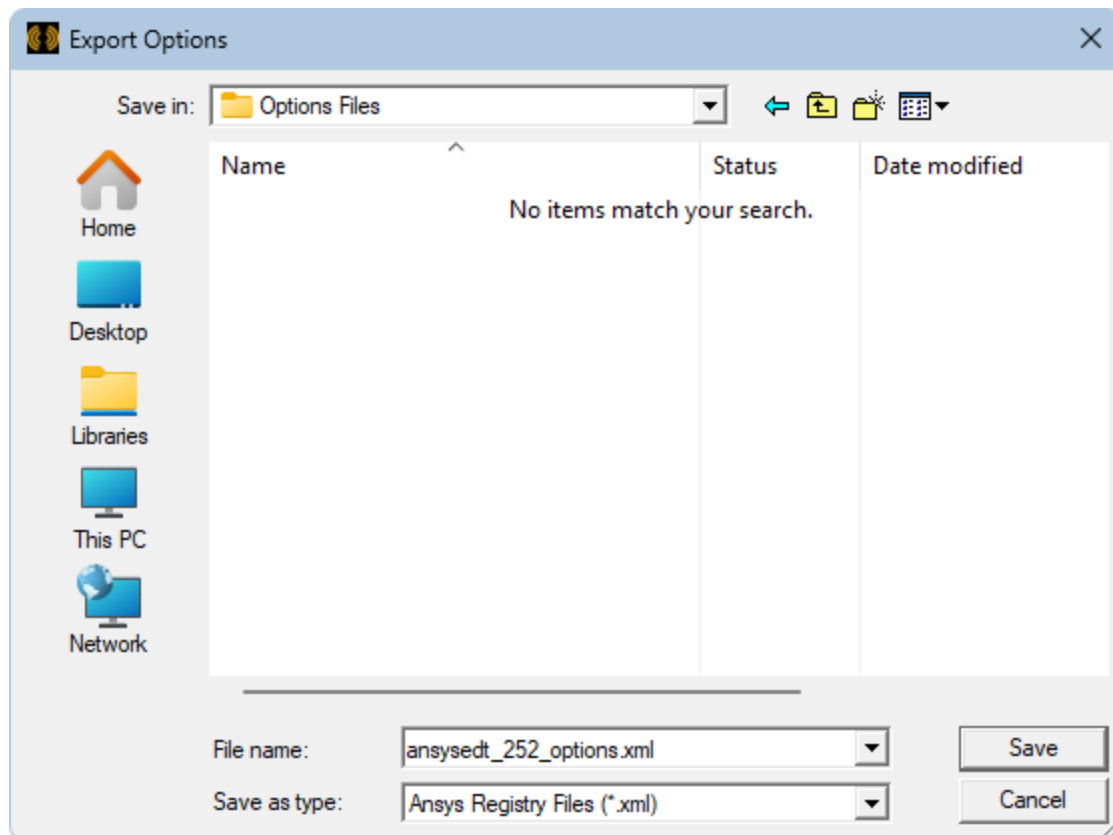 Export Options
Save in: Options Files
Name Status Date modified
No items match your search.
Home
Desktop
Libraries
This PC
Network
File name: ansysedt_252_options.xml Save
Save as type: Ansys Registry Files (*.xml) Cancel